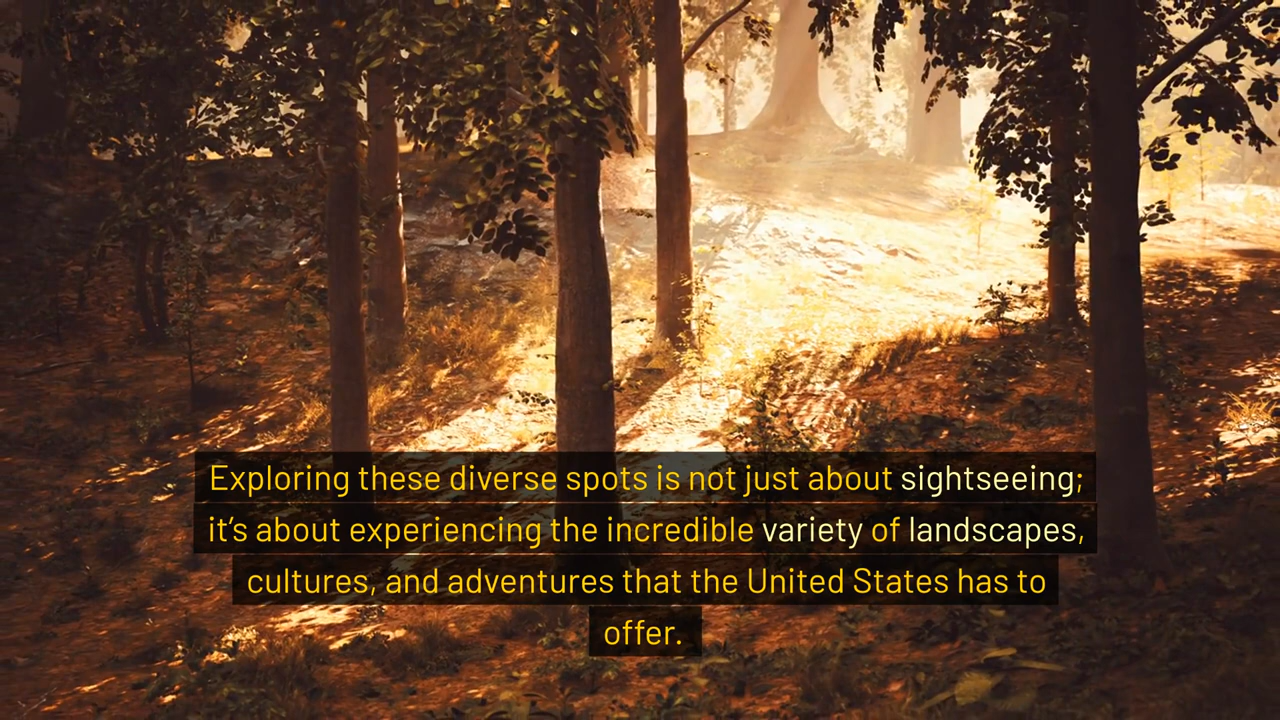 Exploring these diverse spots is not just about sightseeing;
it’s about experiencing the incredible variety of landscapes,
cultures, and adventures that the United States has to
offer.